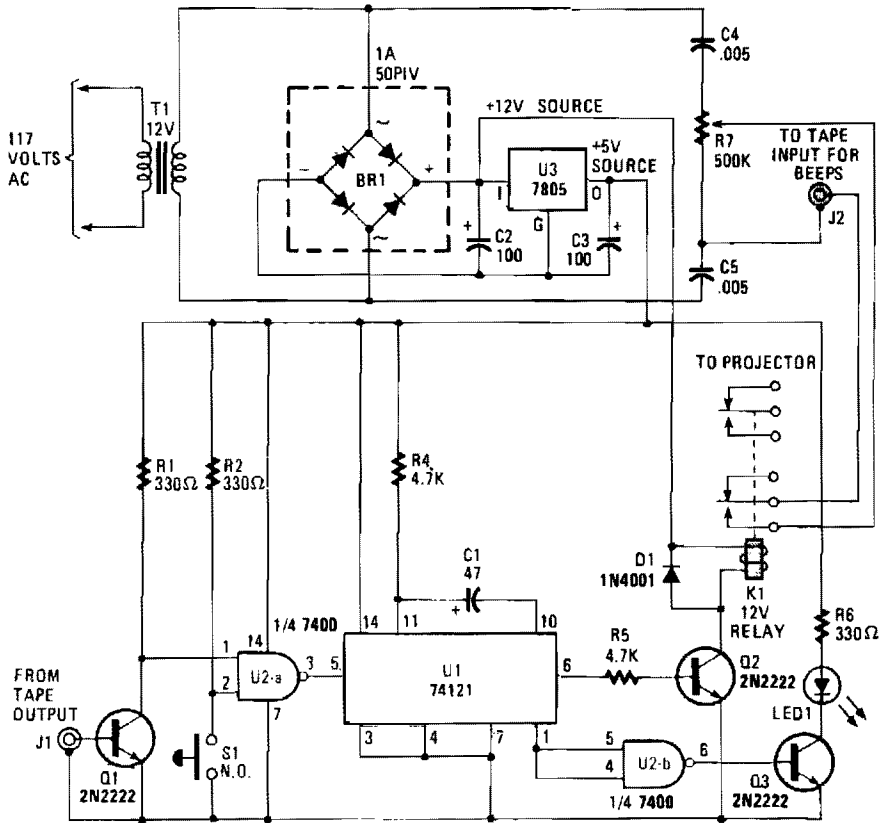 C4
.005
1A
50PIV
T1
12V
+12V SOURCE
117
VOLTS
AC
~
−
BR1
+
~
U3
7805
I
O
G
+5V
SOURCE
R7
500K
TO TAPE
INPUT FOR
BEEPS
J2
+
C2
100
+
C3
100
C5
.005
TO PROJECTOR
R1
330Ω
R2
330Ω
R4
4.7K
C1
47
+
D1
1N4001
K1
12V
RELAY
R6
330Ω
1/4 7400
14
11
10
1
14
2
U2-a
3
7
5
U1
74121
6
R5
4.7K
Q2
2N2222
LED1
FROM
TAPE
OUTPUT
J1
S1
N.O.
3
4
7
1
5
4
U2-b
6
1/4 7400
Q1
2N2222
Q3
2N2222